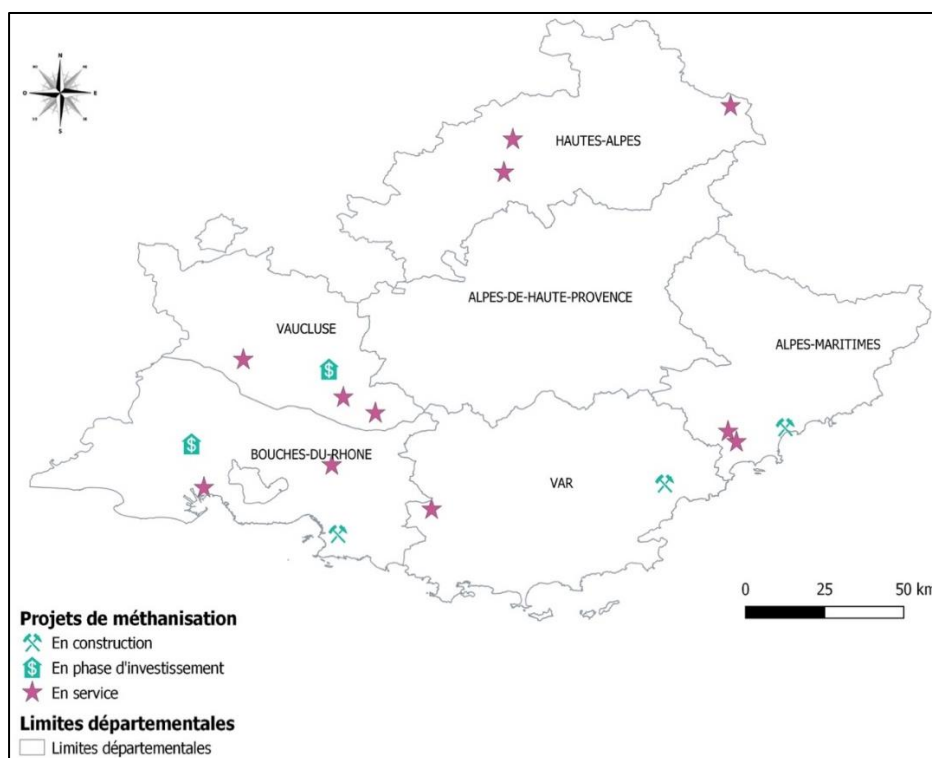 N
O
E
S
HAUTES-ALPES
ALPES-DE-HAUTE-PROVENCE
VAUCLUSE
ALPES-MARITIMES
BOUCHES-DU-RHONE
VAR
0 25 50 km
Projets de méthanisation
En construction
$ En phase d'investissement
En service
Limites départementales
Limites départementales